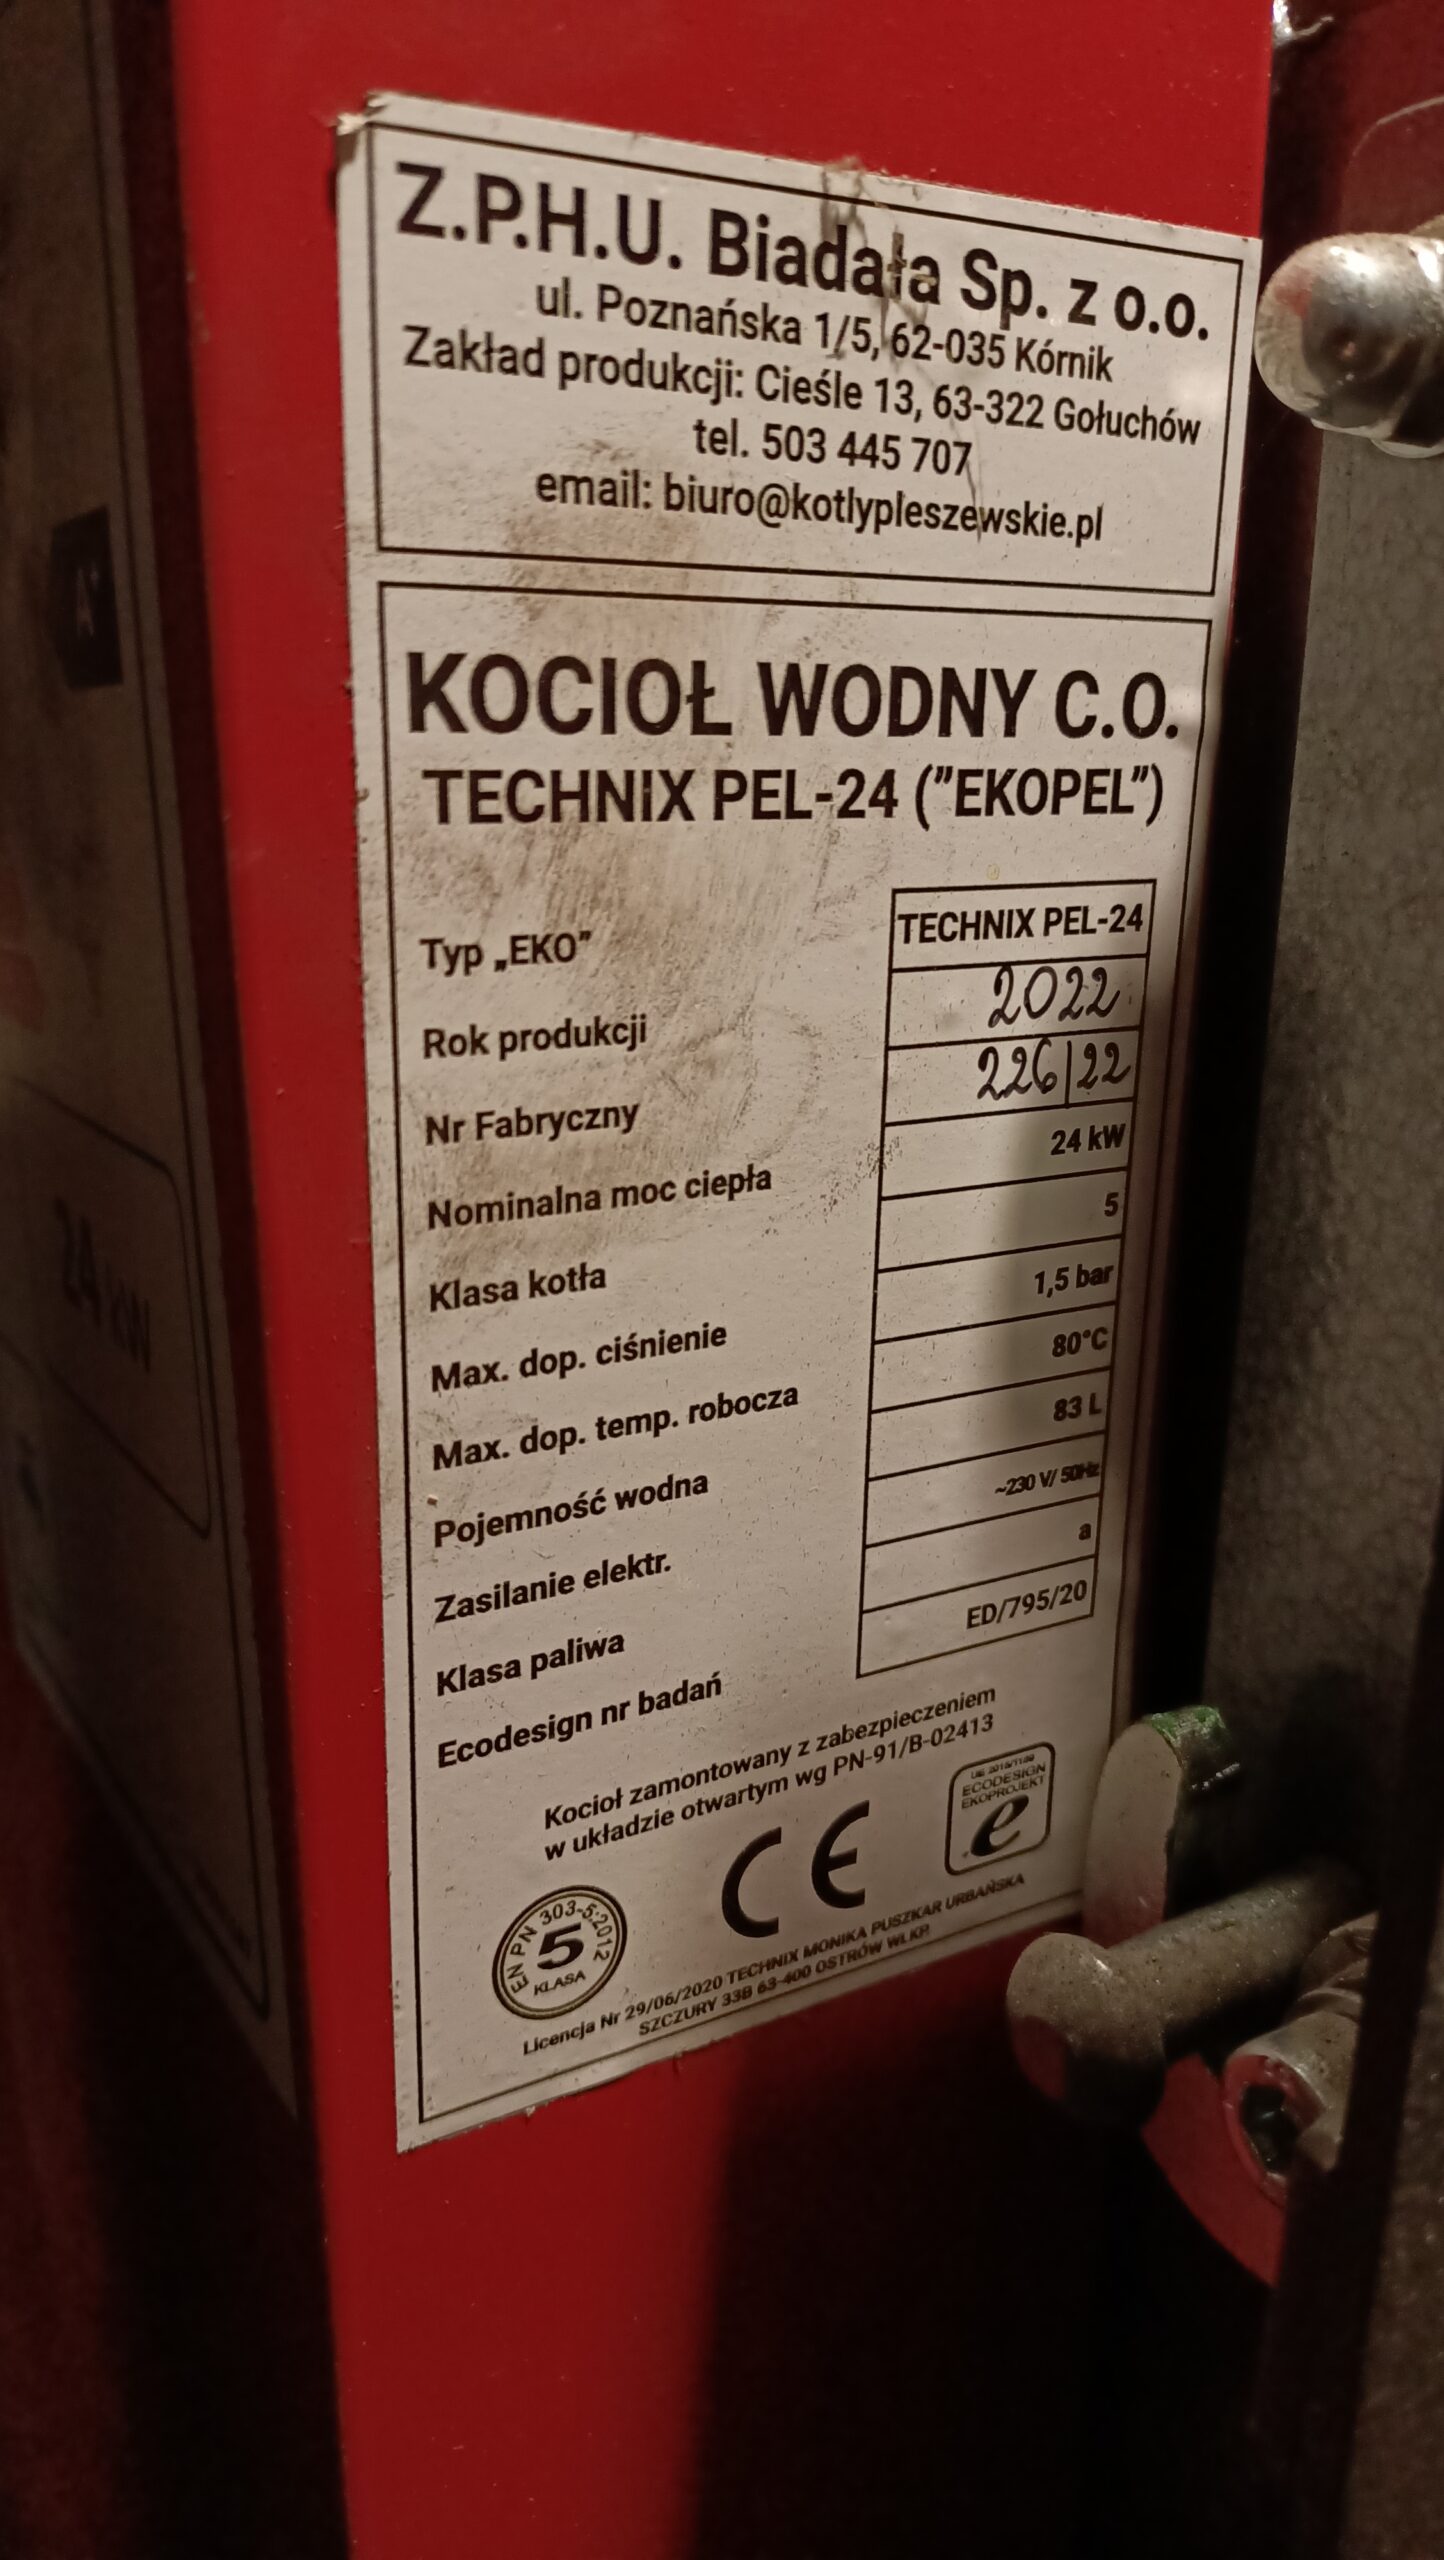 Z.P.H.U. Biadała Sp. z o.o.
ul. Poznańska 1/5, 62-035 Kórnik
Zakład produkcji: Cieśle 13, 63-322 Gołuchów
tel. 503 445 707
email: biuro@kotlypleszewskie.pl
KOCIOŁ WODNY C.O.
TECHNIX PEL-24 ("EKOPEL")
Typ „EKO” TECHNIX PEL-24
Rok produkcji 2022
Nr Fabryczny 226/22
Nominalna moc ciepła 24 kW
Klasa kotła 5
Max. dop. ciśnienie 1,5 bar
Max. dop. temp. robocza 80°C
Pojemność wodna 83 L
Zasilanie elektr. ~230 V/ 50Hz
Klasa paliwa a
Ecodesign nr badań ED/795/20
Kocioł zamontowany z zabezpieczeniem
w układzie otwartym wg PN-91/B-02413
EN PN 303-5:2012
5
KLASA
CE
UE 2015/1189
ECODESIGN
EKOPROJEKT
e
Licencja Nr 29/06/2020 TECHNIX MONIKA PUSZKAR URBAŃSKA
SZCZURY 33B 63-400 OSTRÓW WLKP.
A+
24 kW